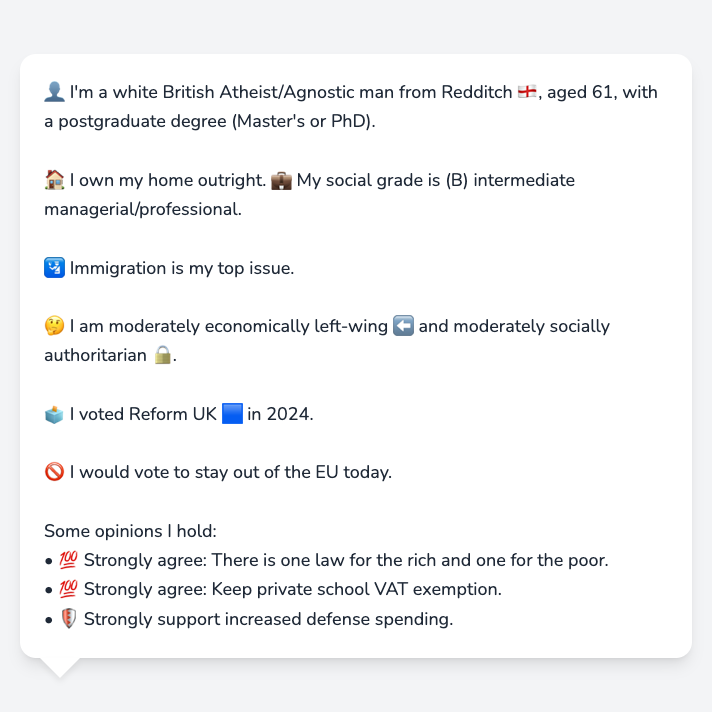 👤 I'm a white British Atheist/Agnostic man from Redditch 🏴󠁧󠁢󠁥󠁮󠁧󠁿, aged 61, with
a postgraduate degree (Master's or PhD).
🏠 I own my home outright. 💼 My social grade is (B) intermediate
managerial/professional.
🛂 Immigration is my top issue.
🤔 I am moderately economically left-wing ⬅️ and moderately socially
authoritarian 🔒.
🗳️ I voted Reform UK 🟦 in 2024.
🚫 I would vote to stay out of the EU today.
Some opinions I hold:
• 💯 Strongly agree: There is one law for the rich and one for the poor.
• 💯 Strongly agree: Keep private school VAT exemption.
• 🛡️ Strongly support increased defense spending.